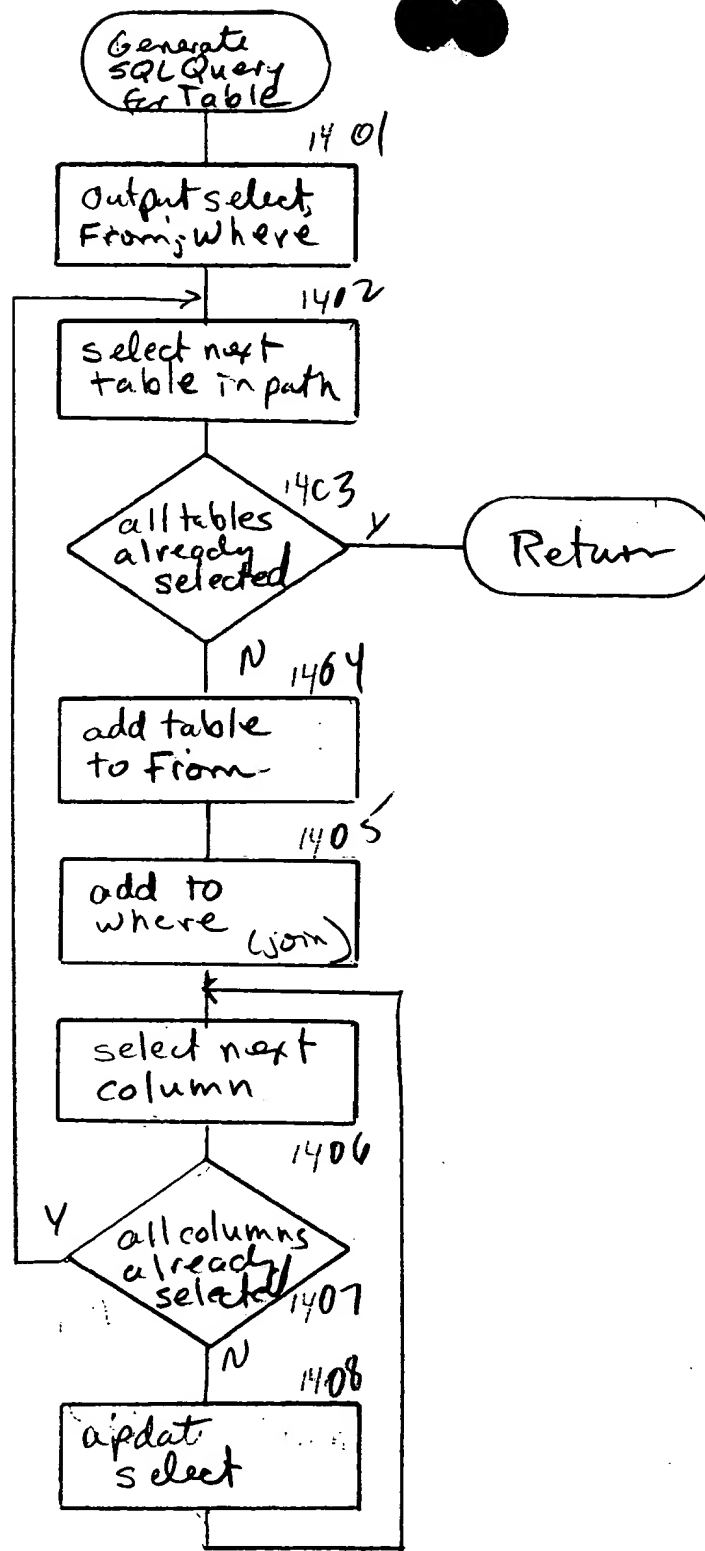 Generate
SQL Query
for Table
1401
Output select,
From, Where
1402
select next
table in path
1403
all tables
already
selected
Y
Return
N
1404
add table
to From
1405
add to
where
(join)
select next
column
1406
Y
all columns
already
selected
1407
N
1408
updat
select